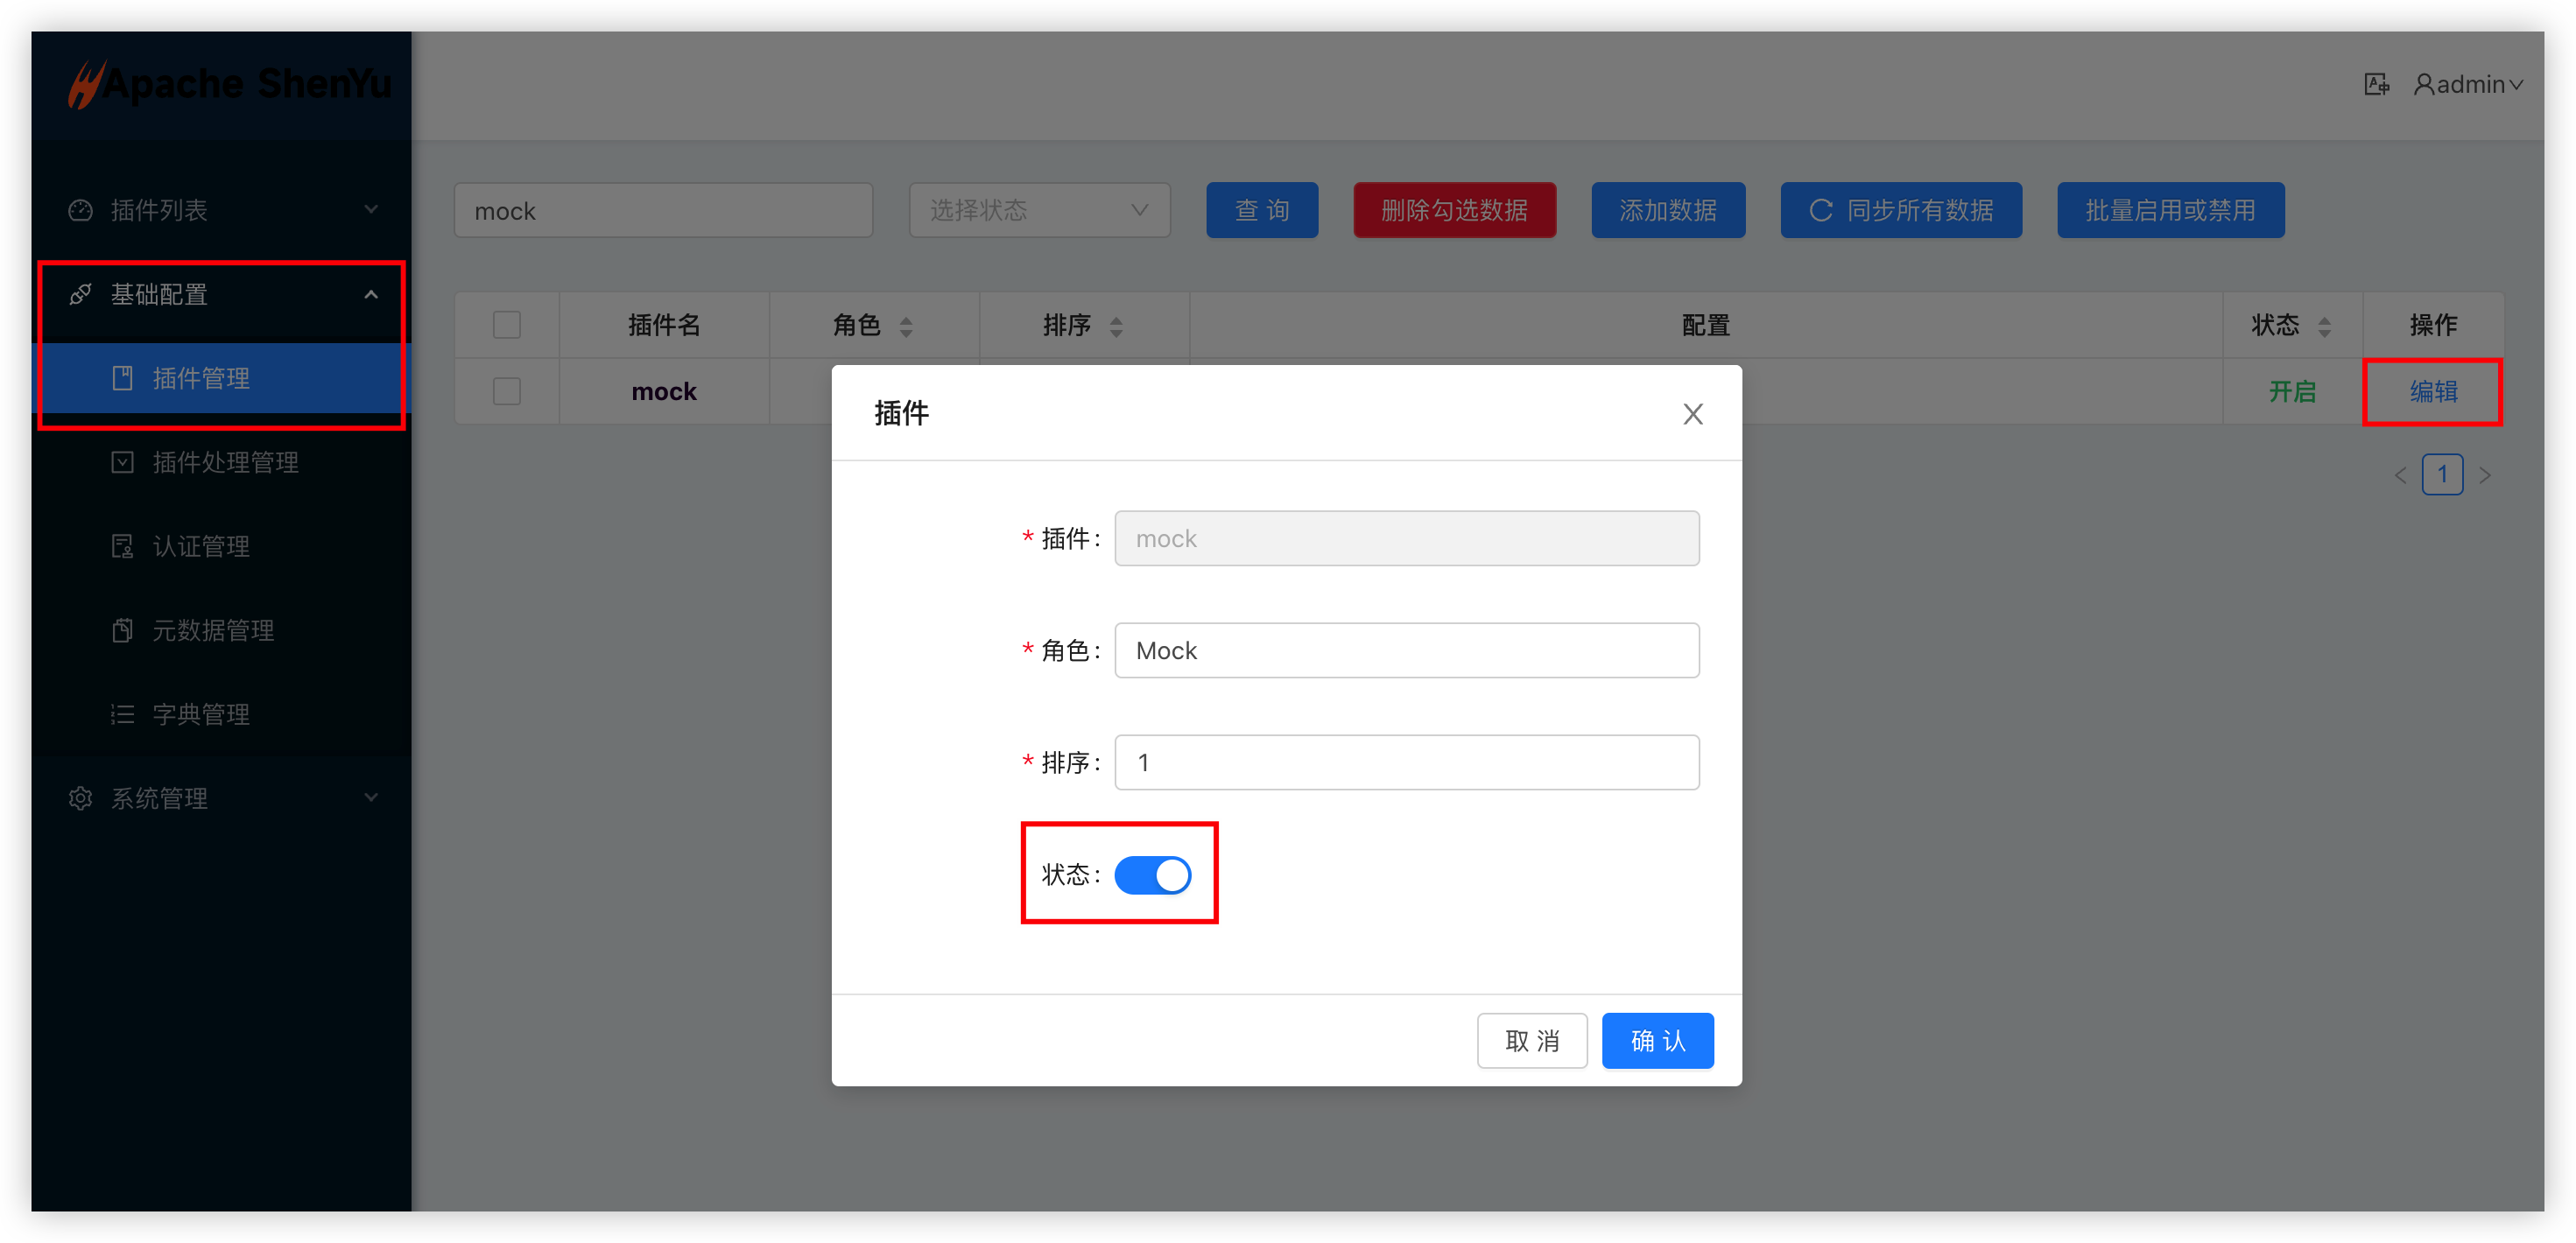 Apache ShenYu
admin
插件列表
基础配置
插件管理
插件处理管理
认证管理
元数据管理
字典管理
系统管理
mock 选择状态 查 询 删除勾选数据 添加数据 同步所有数据 批量启用或禁用
插件名 角色 排序 配置 状态 操作
mock 开启 编辑
1
插件
* 插件: mock
* 角色: Mock
* 排序: 1
状态:
取 消 确 认